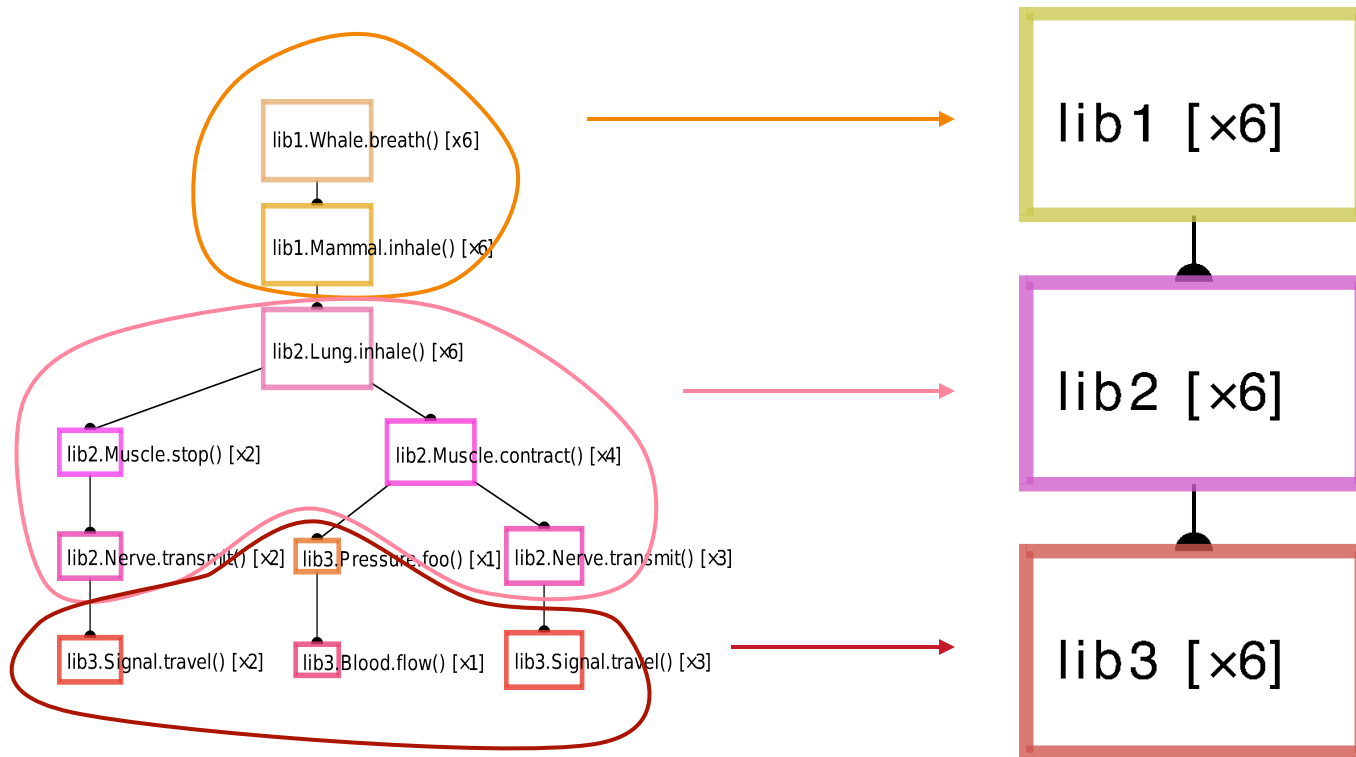 lib1.Whale.breath() [x6]
lib1 [×6]
lib1.Mammal.inhale() [x6]
lib2.Lung.inhale() [x6]
lib2 [×6]
lib2.Muscle.stop() [x2]
lib2.Muscle.contract() [x4]
lib2.Nerve.transmit() [x2]
lib3.Pressure.foo() [x1]
lib2.Nerve.transmit() [x3]
lib3.Signal.travel() [x2]
lib3.Blood.flow() [x1]
lib3.Signal.travel() [x3]
lib3 [×6]